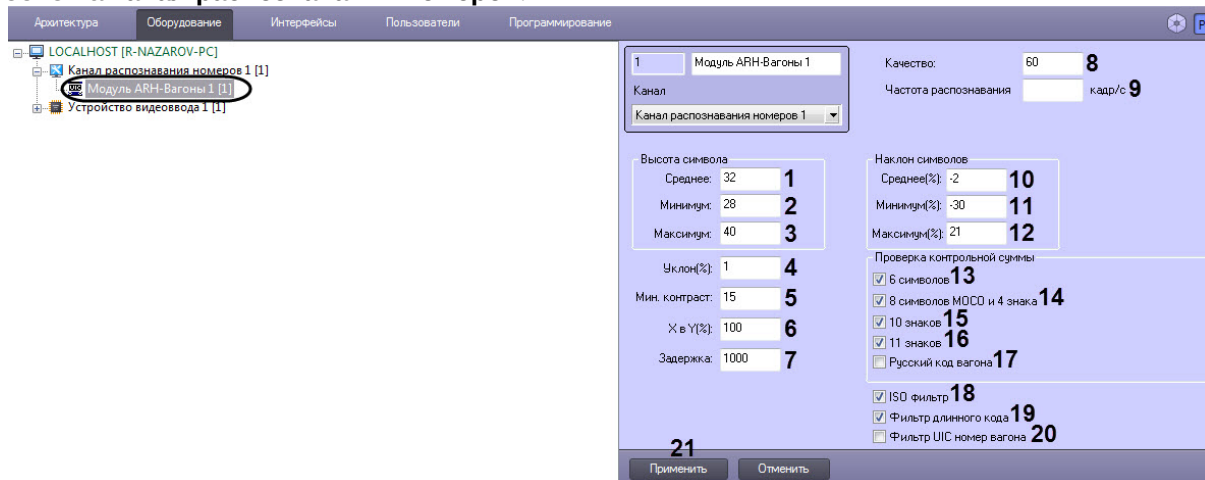 Архитектура Оборудование Интерфейсы Пользователи Программирование
LOCALHOST [R-NAZAROV-PC]
Канал распознавания номеров 1 [1]
UIC Модуль ARH-Вагоны 1 [1]
Устройство видеоввода 1 [1]
1 Модуль ARH-Вагоны 1
Канал
Канал распознавания номеров 1
Качество: 60 8
Частота распознавания кадр/с 9
Высота символа
Среднее: 32 1
Минимум: 28 2
Максимум: 40 3
Уклон(%): 1 4
Мин. контраст: 15 5
X в Y(%): 100 6
Задержка: 1000 7
Наклон символов
Среднее(%): -2 10
Минимум(%): -30 11
Максимум(%): 21 12
Проверка контрольной суммы
6 символов 13
8 символов МОСО и 4 знака 14
10 знаков 15
11 знаков 16
Русский код вагона 17
ISO фильтр 18
Фильтр длинного кода 19
Фильтр UIC номер вагона 20
21
Применить Отменить